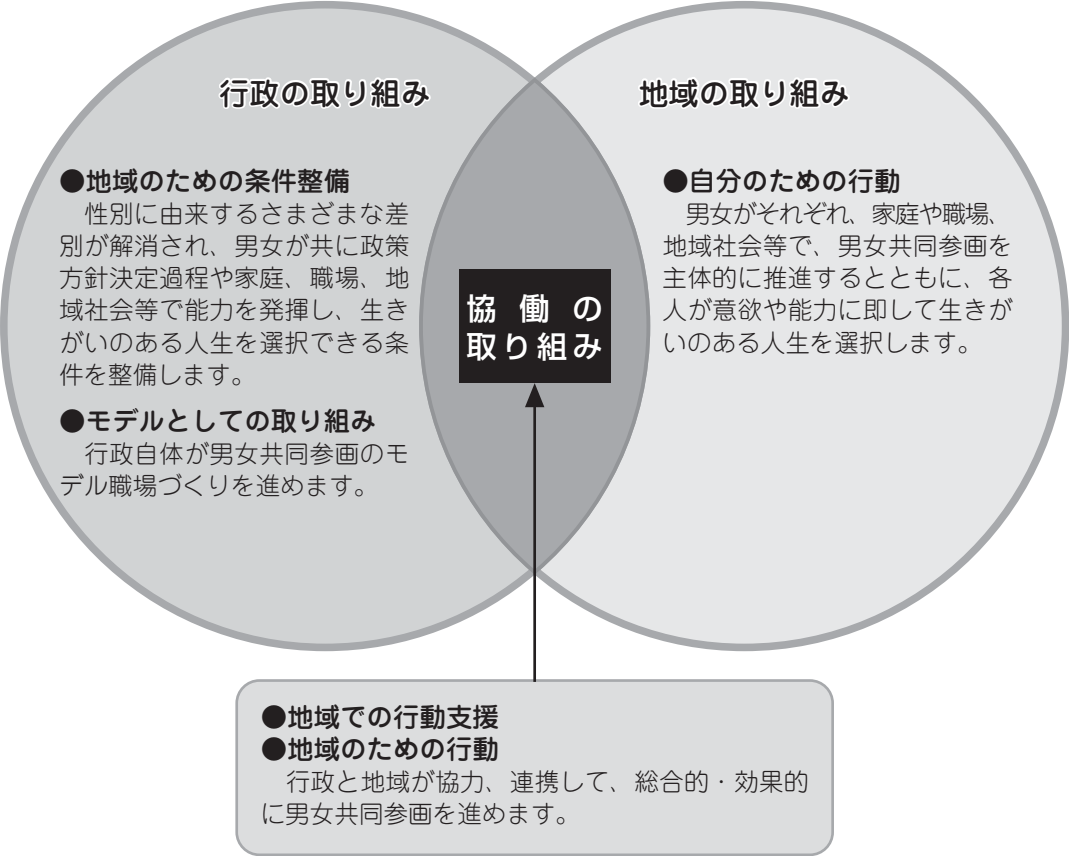 行政の取り組み
●地域のための条件整備
　性別に由来するさまざまな差
別が解消され、男女が共に政策
方針決定過程や家庭、職場、地
域社会等で能力を発揮し、生き
がいのある人生を選択できる条
件を整備します。
●モデルとしての取り組み
　行政自体が男女共同参画のモ
デル職場づくりを進めます。
協働の
取り組み
地域の取り組み
●自分のための行動
　男女がそれぞれ、家庭や職場、
地域社会等で、男女共同参画を
主体的に推進するとともに、各
人が意欲や能力に即して生きが
いのある人生を選択します。
●地域での行動支援
●地域のための行動
　行政と地域が協力、連携して、総合的・効果的
に男女共同参画を進めます。